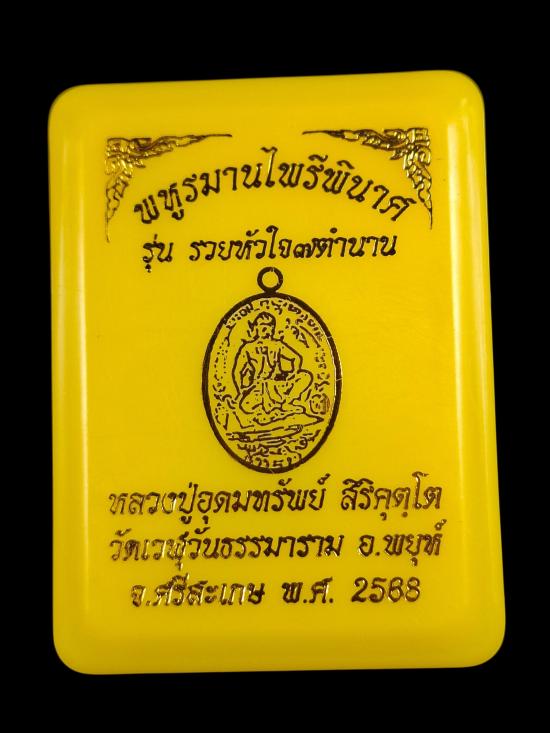 พหูรมานไพรีพินาศ
รุ่น รวยหัวใจ๗ตำนาน
หลวงปู่อุดมทรัพย์ สิริคุตฺโต
วัดเวฬุวันธรรมาราม อ.พยุห์
จ.ศรีสะเกษ พ.ศ. 2568